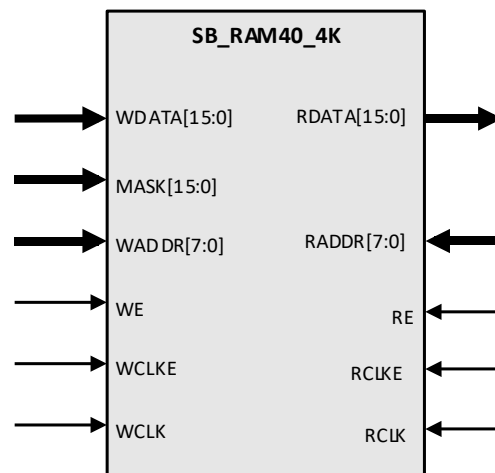 SB_RAM40_4K
WDATA[15:0]
RDATA[15:0]
MASK[15:0]
WADDR[7:0]
RADDR[7:0]
WE
RE
WCLKE
RCLKE
WCLK
RCLK